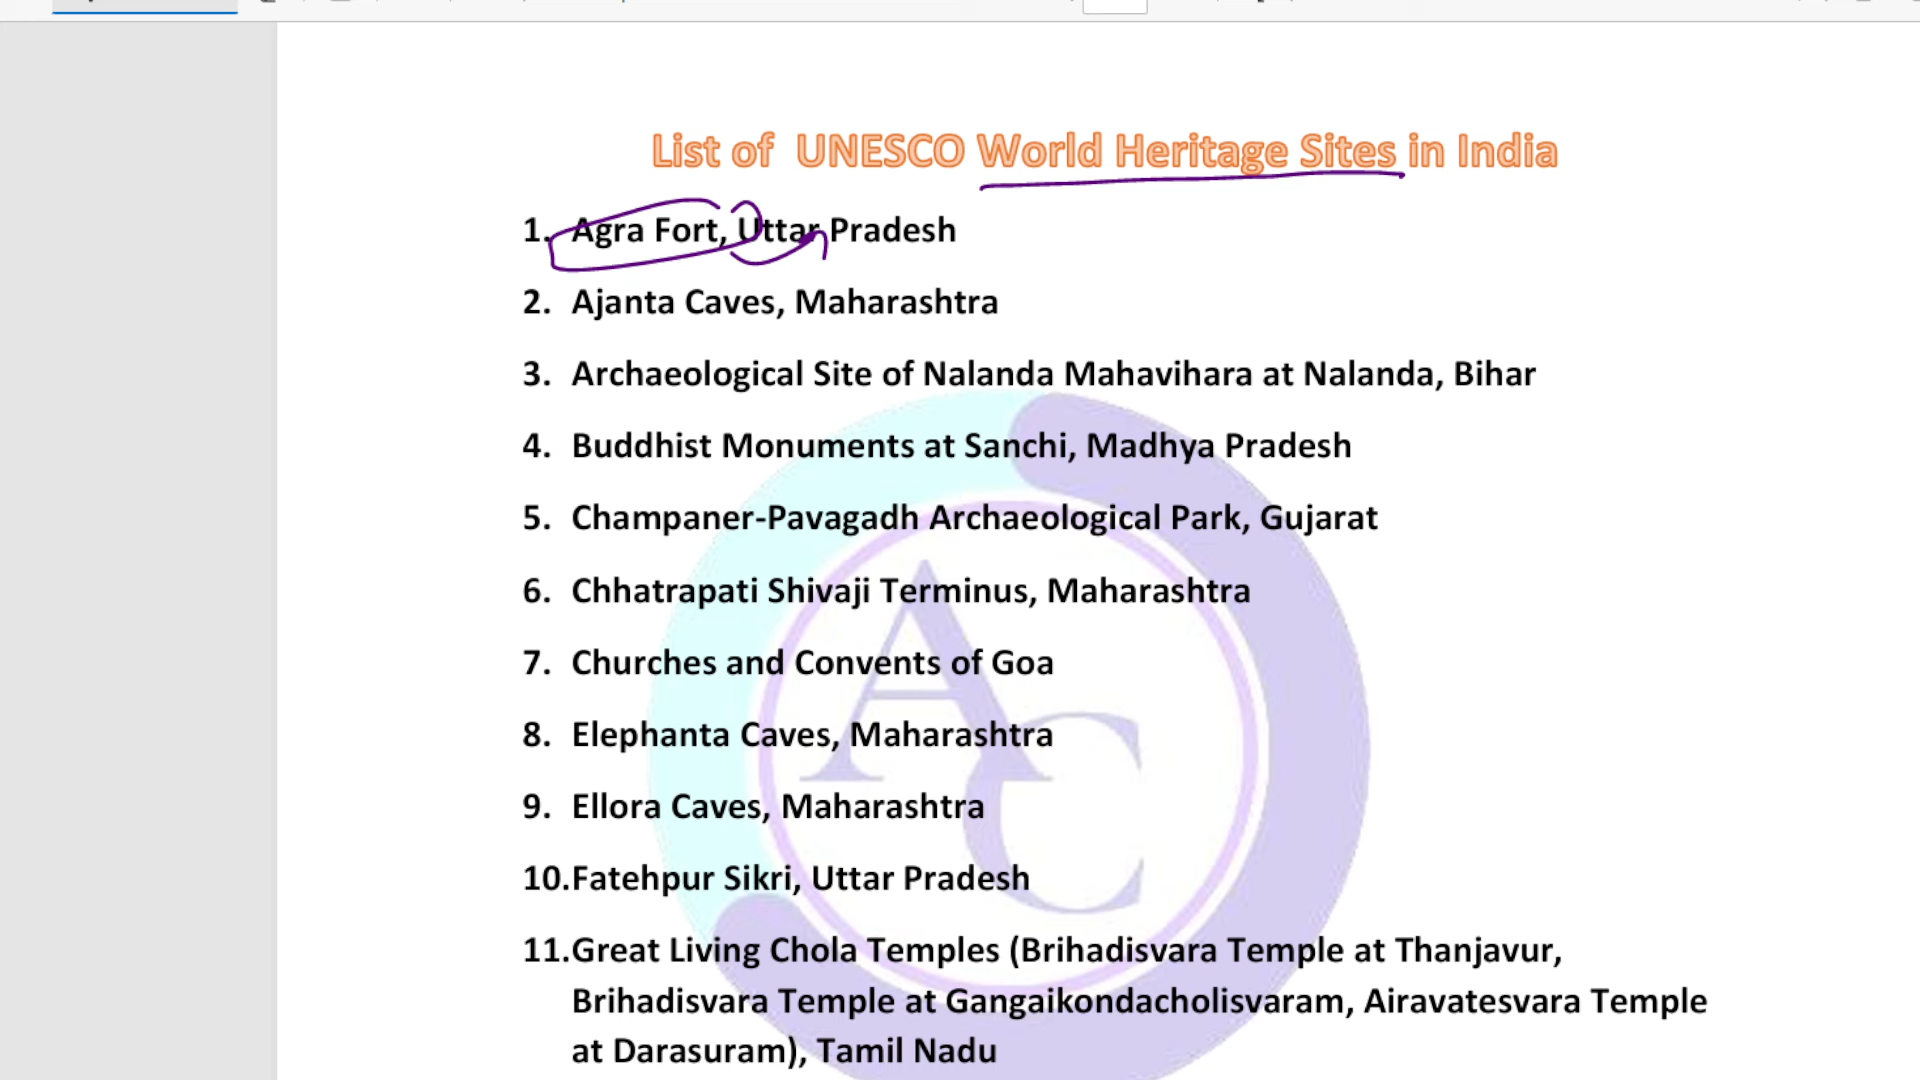 List of UNESCO World Heritage Sites in India
1. Agra Fort, Uttar Pradesh
2. Ajanta Caves, Maharashtra
3. Archaeological Site of Nalanda Mahavihara at Nalanda, Bihar
4. Buddhist Monuments at Sanchi, Madhya Pradesh
5. Champaner-Pavagadh Archaeological Park, Gujarat
6. Chhatrapati Shivaji Terminus, Maharashtra
7. Churches and Convents of Goa
8. Elephanta Caves, Maharashtra
9. Ellora Caves, Maharashtra
10.Fatehpur Sikri, Uttar Pradesh
11.Great Living Chola Temples (Brihadisvara Temple at Thanjavur,
Brihadisvara Temple at Gangaikondacholisvaram, Airavatesvara Temple
at Darasuram), Tamil Nadu
AC